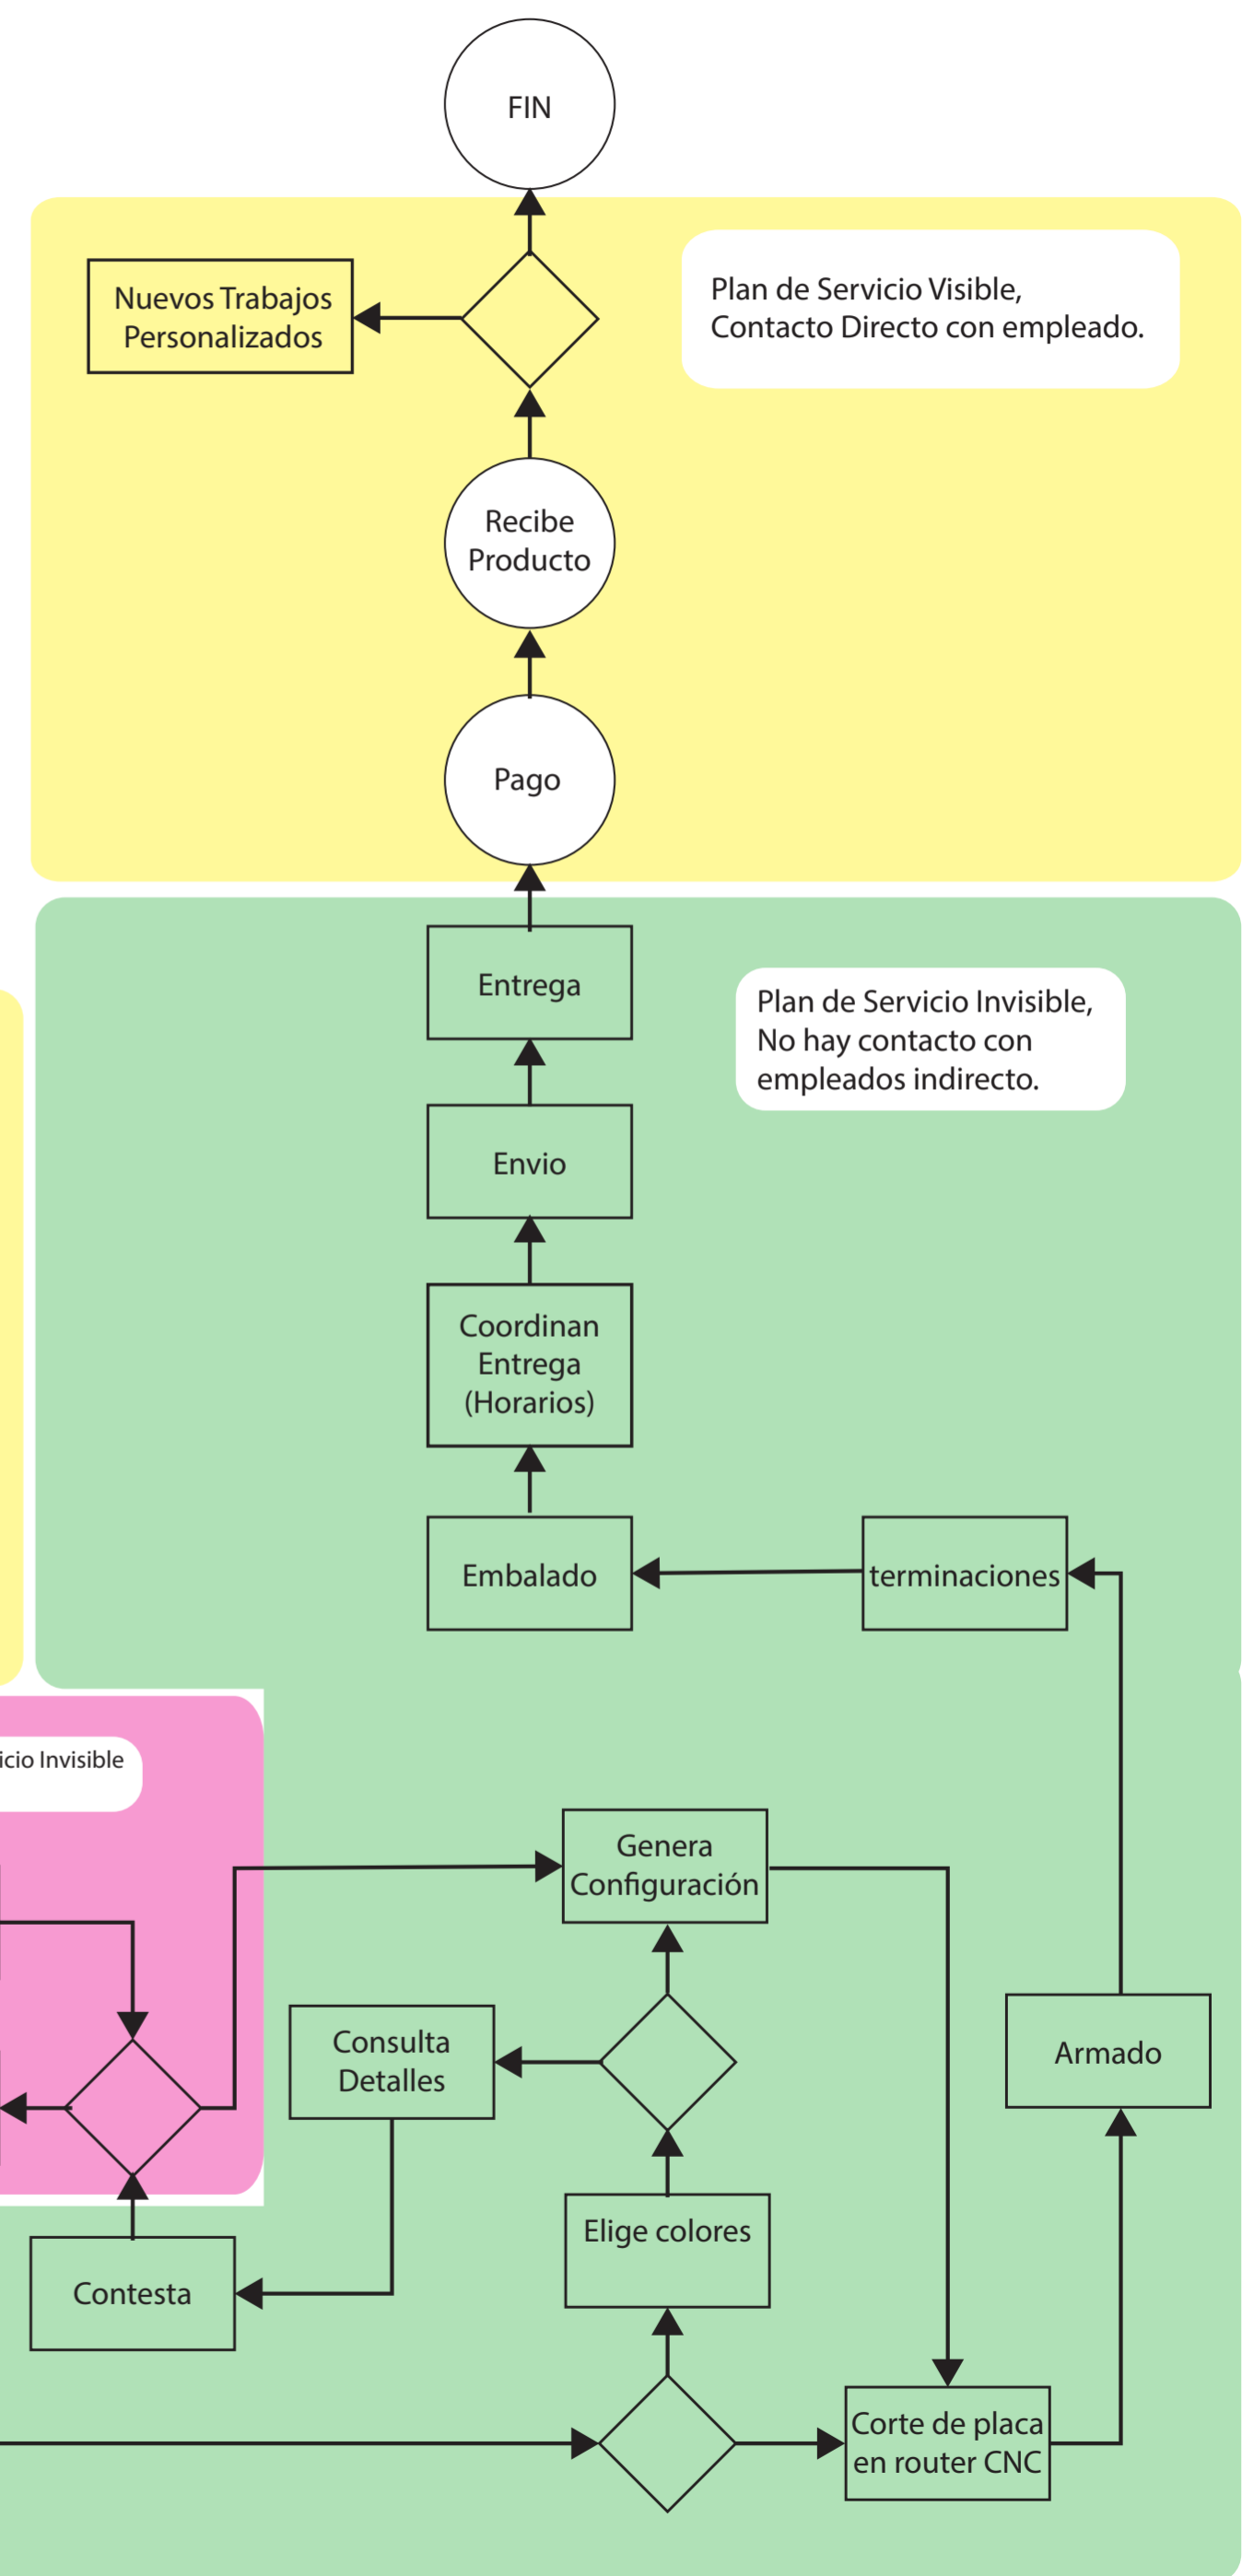 FIN
Nuevos Trabajos
Personalizados
Plan de Servicio Visible,
Contacto Directo con empleado.
Recibe
Producto
Pago
Entrega
Plan de Servicio Invisible,
No hay contacto con
empleados indirecto.
Envio
Coordinan
Entrega
(Horarios)
Embalado
terminaciones
icio Invisible
Genera
Configuración
Consulta
Detalles
Armado
Elige colores
Contesta
Corte de placa
en router CNC